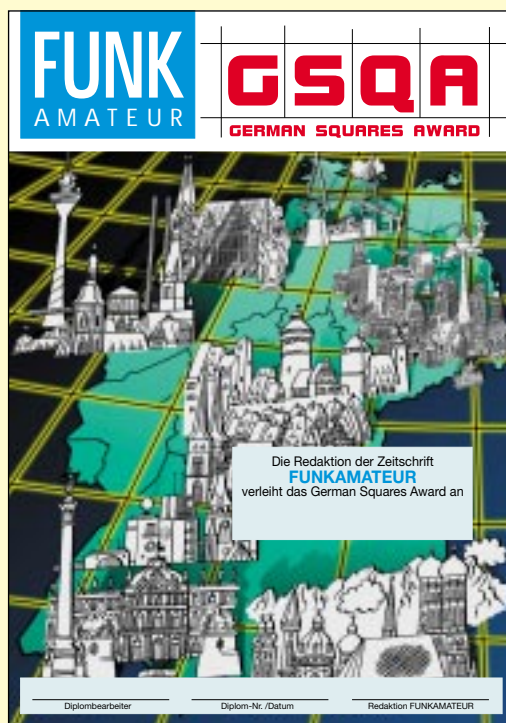 FUNK
AMATEUR
GSQA
GERMAN SQUARES AWARD
Die Redaktion der Zeitschrift
FUNKAMATEUR
verleiht das German Squares Award an
Diplombearbeiter
Diplom-Nr. /Datum
Redaktion FUNKAMATEUR